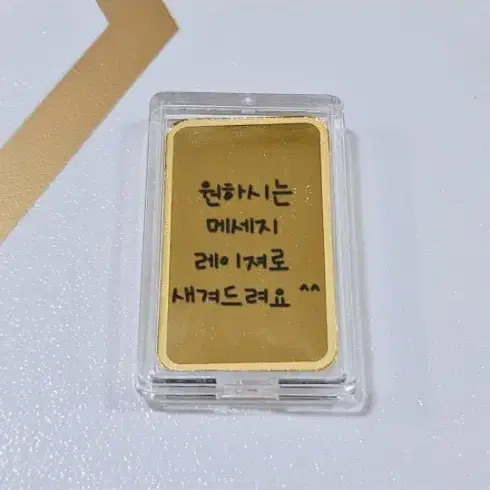 원하시는
메세지
레이져로
새겨드려요 ^^